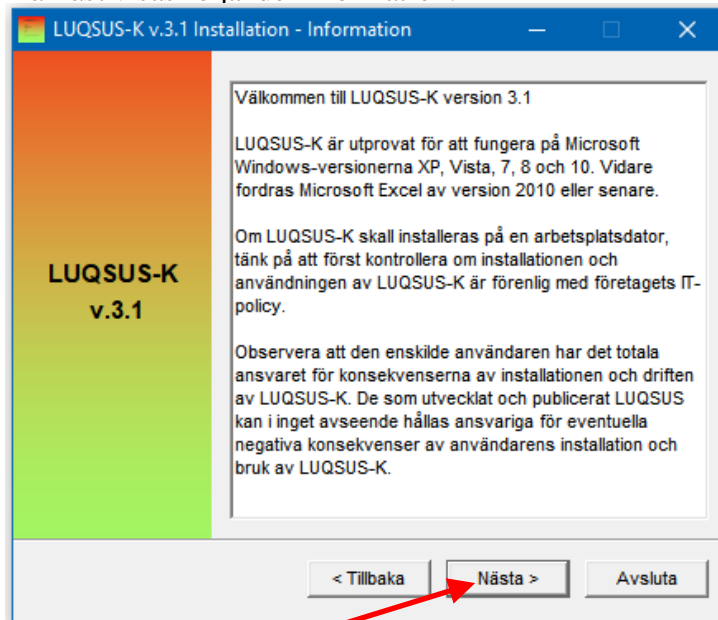 LUQSUS-K v.3.1 Installation - Information
LUQSUS-K
v.3.1
Välkommen till LUQSUS-K version 3.1
LUQSUS-K är utprovat för att fungera på Microsoft
Windows-versionerna XP, Vista, 7, 8 och 10. Vidare
fordras Microsoft Excel av version 2010 eller senare.
Om LUQSUS-K skall installeras på en arbetsplatsdator,
tänk på att först kontrollera om installationen och
användningen av LUQSUS-K är förenlig med företagets IT-
policy.
Observera att den enskilde användaren har det totala
ansvaret för konsekvenserna av installationen och driften
av LUQSUS-K. De som utvecklat och publicerat LUQSUS
kan i inget avseende hållas ansvariga för eventuella
negativa konsekvenser av användarens installation och
bruk av LUQSUS-K.
< Tillbaka
Nästa >
Avsluta